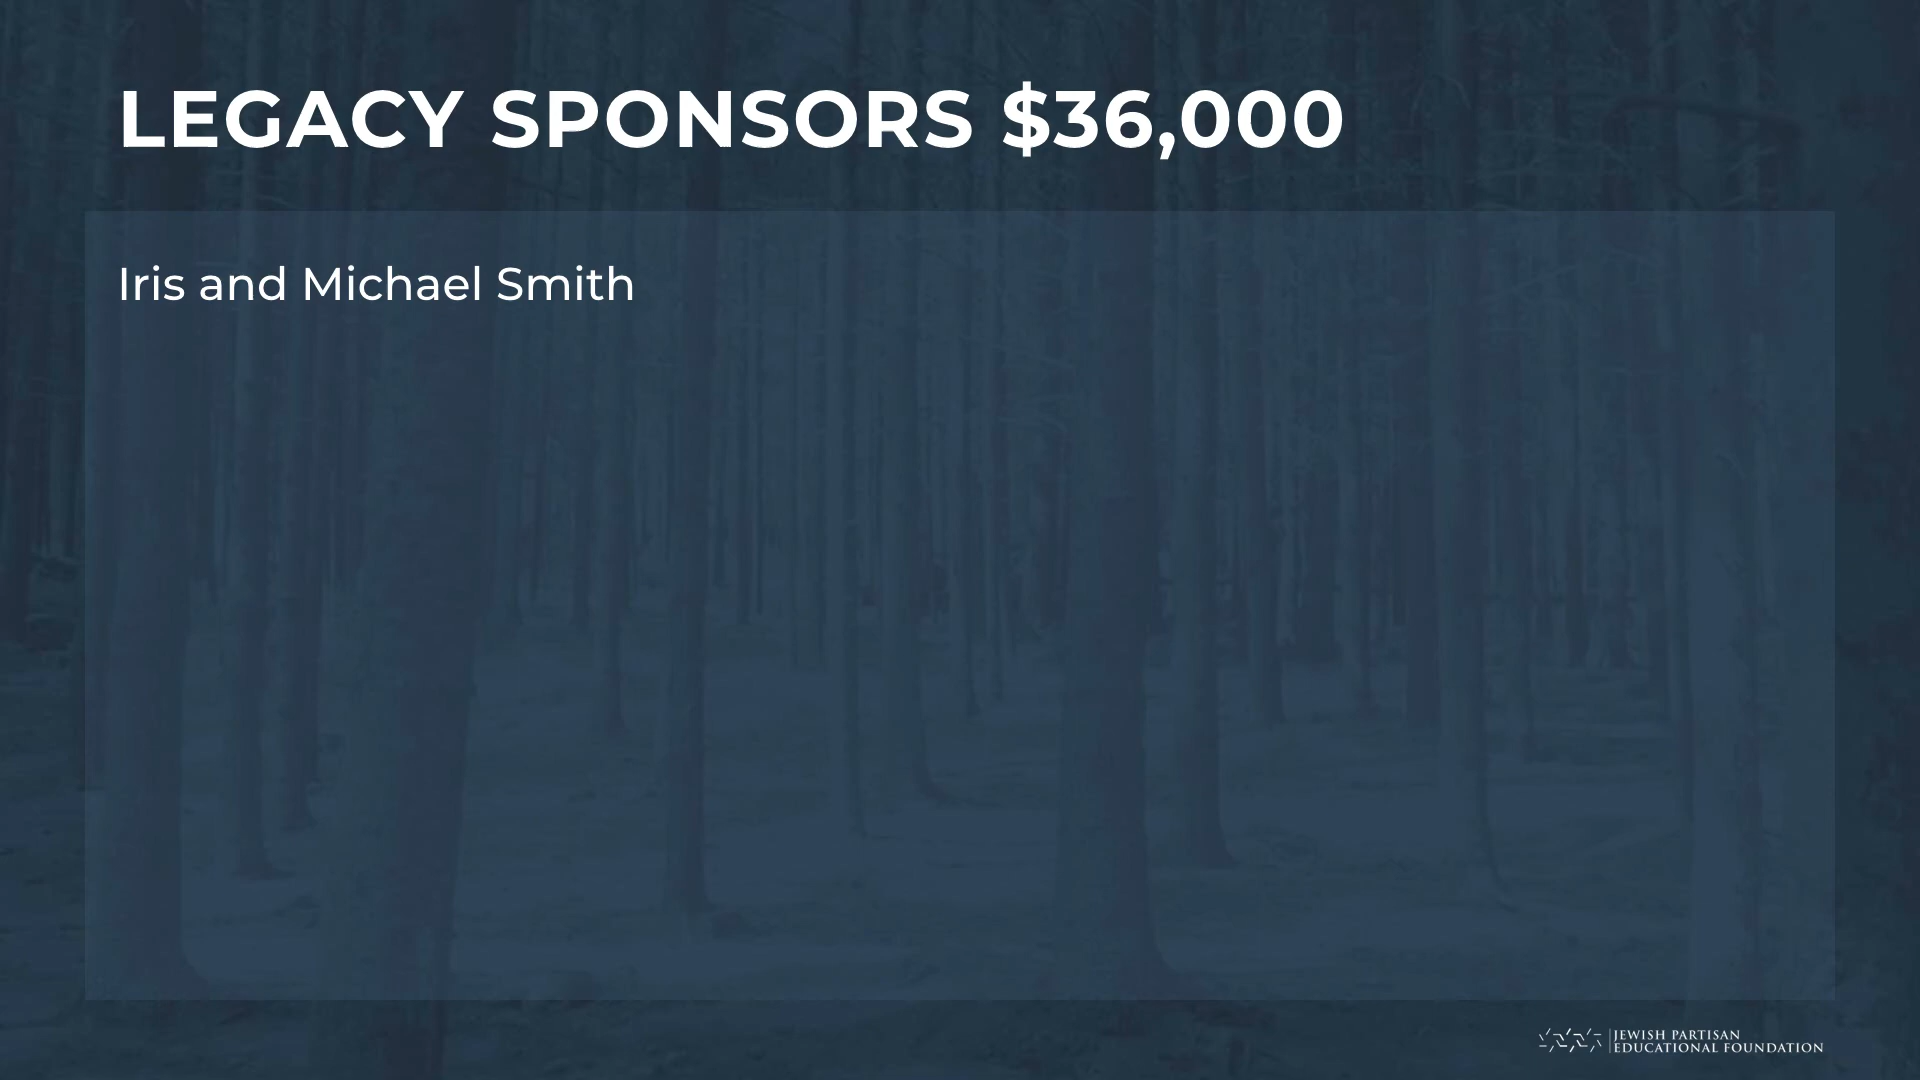 LEGACY SPONSORS $36,000
Iris and Michael Smith
JEWISH PARTISAN
EDUCATIONAL FOUNDATION